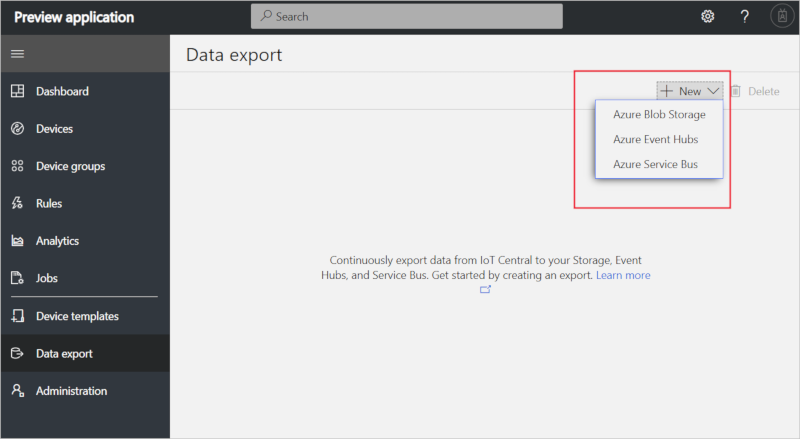 Preview application
Search
?
Data export
Dashboard
Devices
Device groups
Rules
Analytics
Jobs
Device templates
Data export
Administration
New
Delete
Azure Blob Storage
Azure Event Hubs
Azure Service Bus
Continuously export data from IoT Central to your Storage, Event
Hubs, and Service Bus. Get started by creating an export. Learn more